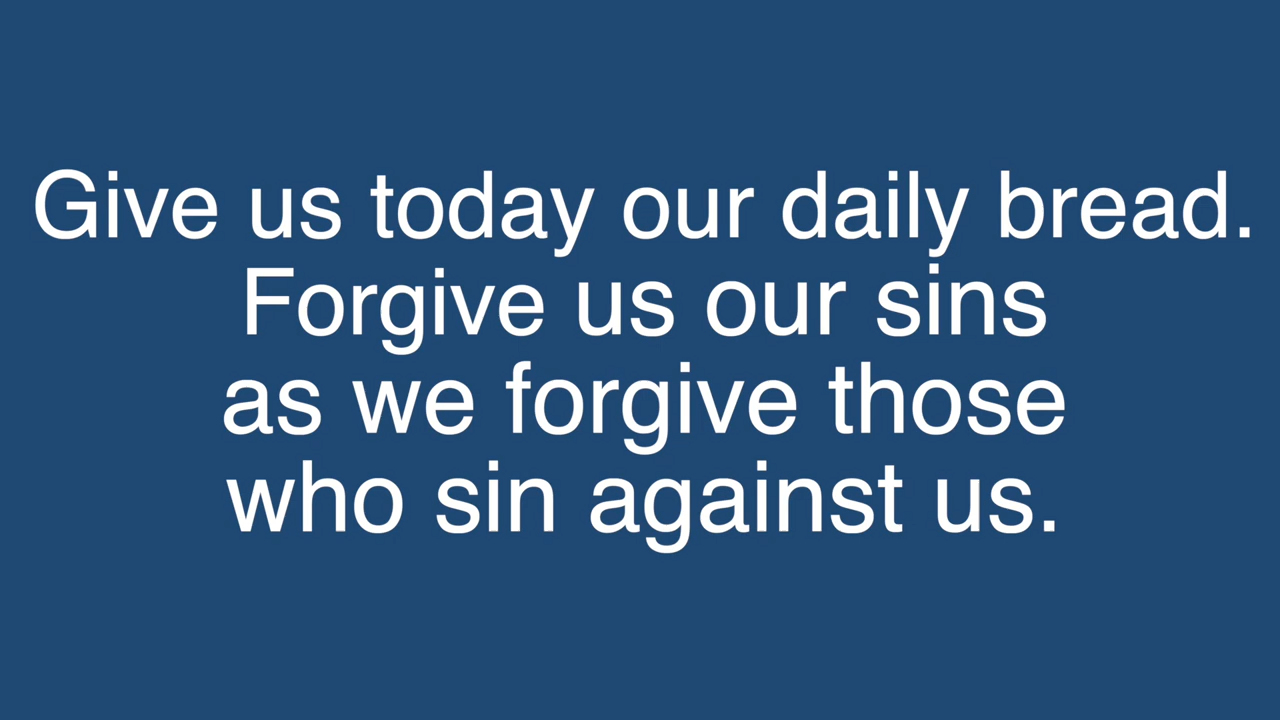 Give us today our daily bread.
Forgive us our sins
as we forgive those
who sin against us.